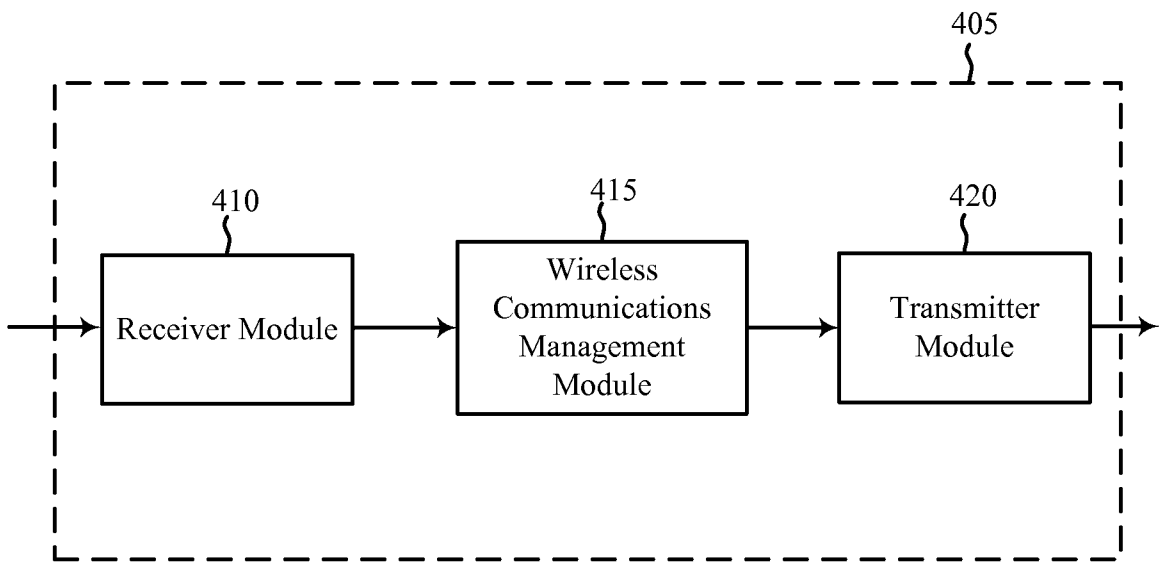 405
410
415
420
Receiver Module
Wireless
Communications
Management
Module
Transmitter
Module